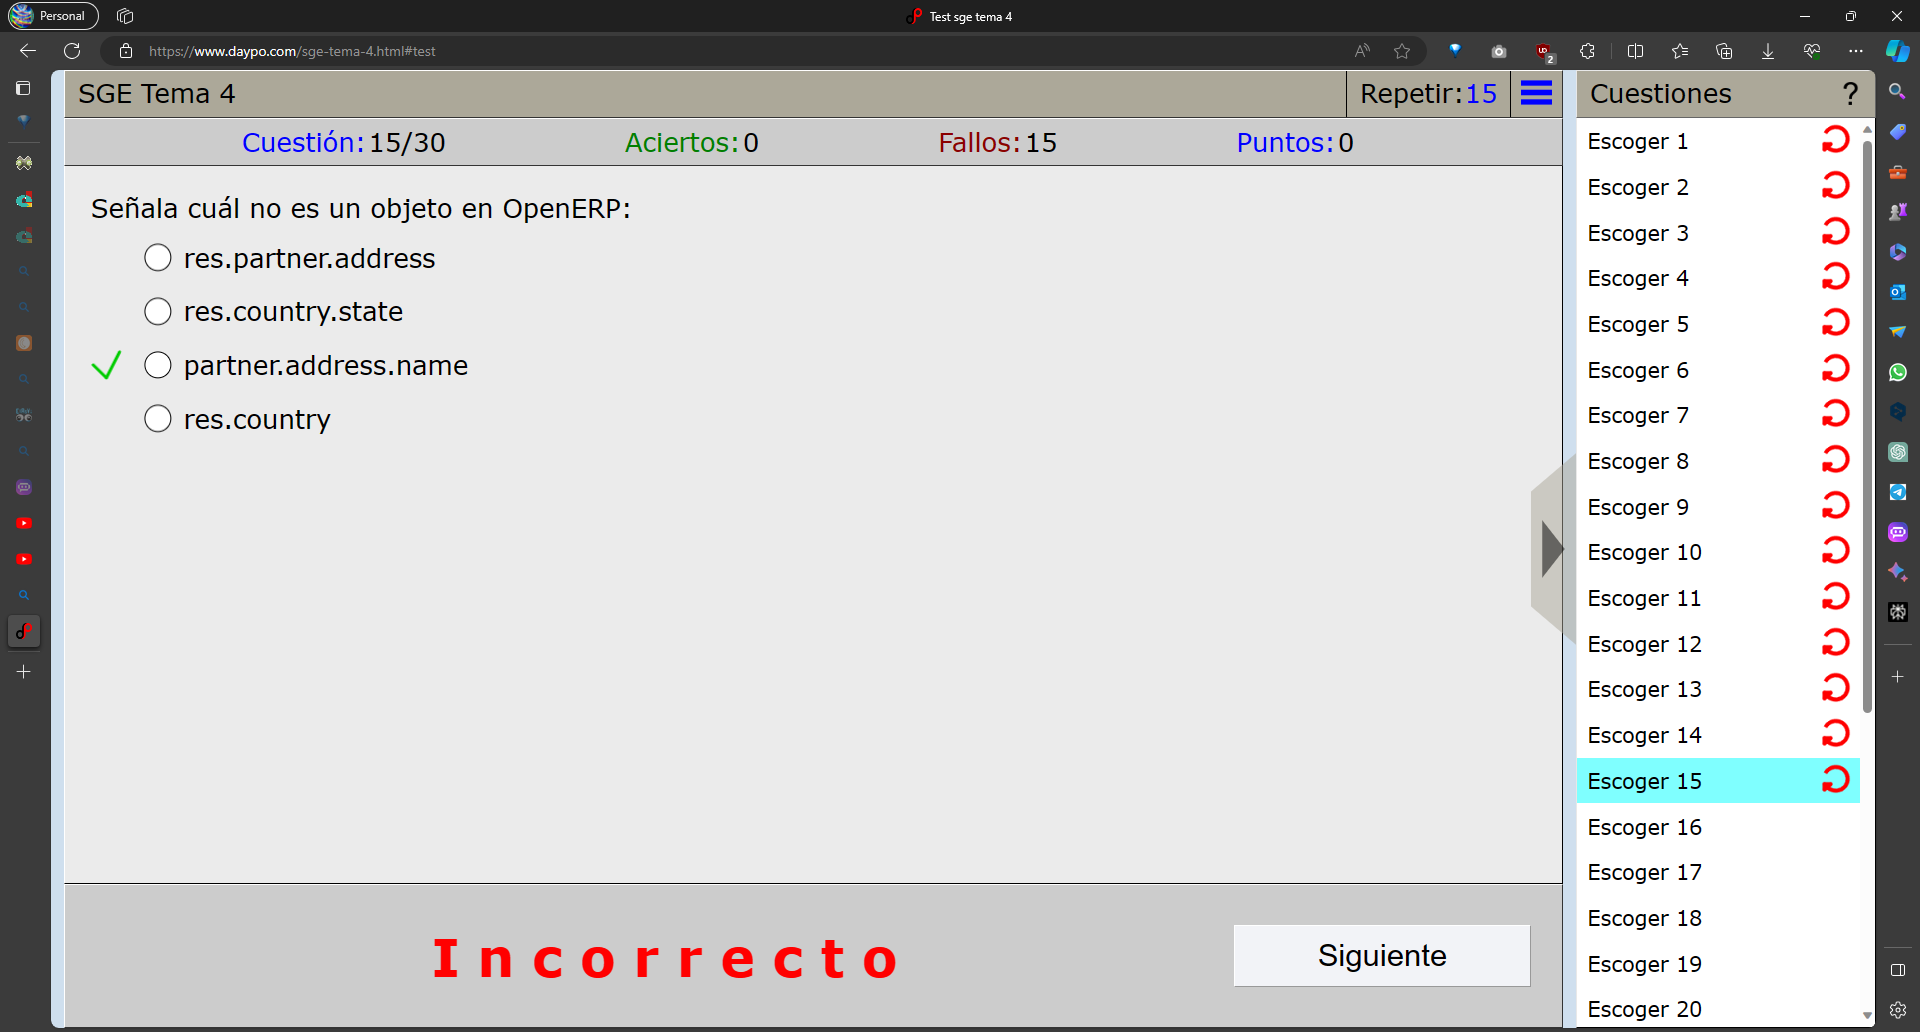 Personal
Test sge tema 4
https://www.daypo.com/sge-tema-4.html#test
2
SGE Tema 4
Repetir:15
Cuestiones
?
Cuestión:15/30
Aciertos:0
Fallos:15
Puntos:0
Señala cuál no es un objeto en OpenERP:
res.partner.address
res.country.state
partner.address.name
res.country
Incorrecto
Siguiente
Escoger 1
Escoger 2
Escoger 3
Escoger 4
Escoger 5
Escoger 6
Escoger 7
Escoger 8
Escoger 9
Escoger 10
Escoger 11
Escoger 12
Escoger 13
Escoger 14
Escoger 15
Escoger 16
Escoger 17
Escoger 18
Escoger 19
Escoger 20